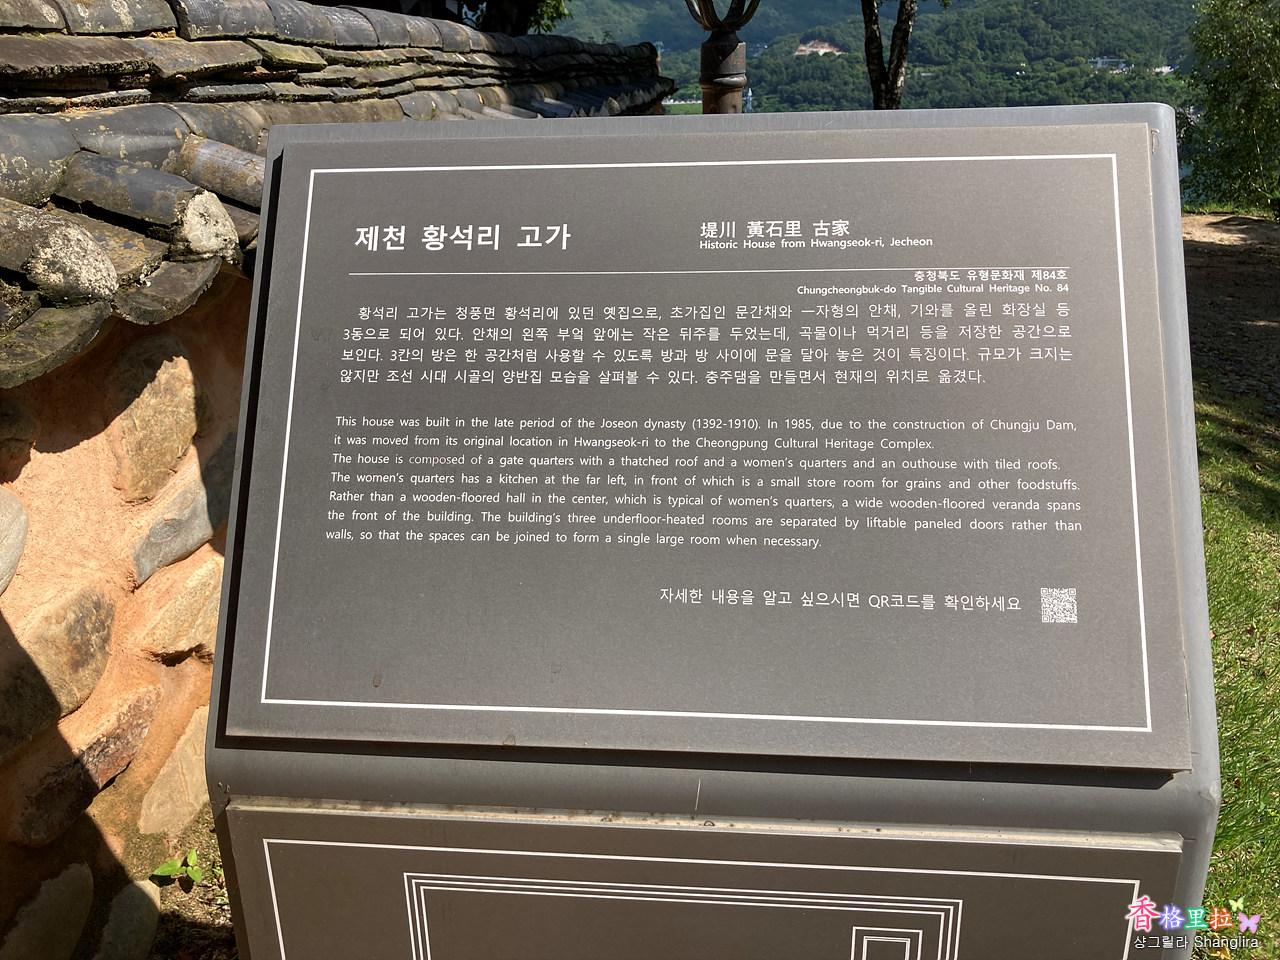 제천 황석리 고가
堤川 黃石里 古家
Historic House from Hwangseok-ri, Jecheon
충청북도 유형문화재 제84호
Chungcheongbuk-do Tangible Cultural Heritage No. 84
황석리 고가는 청풍면 황석리에 있던 옛집으로, 초가집인 문간채와 一자형의 안채, 기와를 올린 화장실 등
3동으로 되어 있다. 안채의 왼쪽 부엌 앞에는 작은 뒤주를 두었는데, 곡물이나 먹거리 등을 저장한 공간으로
보인다. 3칸의 방은 한 공간처럼 사용할 수 있도록 방과 방 사이에 문을 달아 놓은 것이 특징이다. 규모가 크지는
않지만 조선 시대 시골의 양반집 모습을 살펴볼 수 있다. 충주댐을 만들면서 현재의 위치로 옮겼다.
This house was built in the late period of the Joseon dynasty (1392-1910). In 1985, due to the construction of Chungju Dam,
it was moved from its original location in Hwangseok-ri to the Cheongpung Cultural Heritage Complex.
The house is composed of a gate quarters with a thatched roof and a women's quarters and an outhouse with tiled roofs.
The women's quarters has a kitchen at the far left, in front of which is a small store room for grains and other foodstuffs.
Rather than a wooden-floored hall in the center, which is typical of women's quarters, a wide wooden-floored veranda spans
the front of the building. The building's three underfloor-heated rooms are separated by liftable paneled doors rather than
walls, so that the spaces can be joined to form a single large room when necessary.
자세한 내용을 알고 싶으시면 QR코드를 확인하세요
香格里拉
샹그릴라 Shanglira